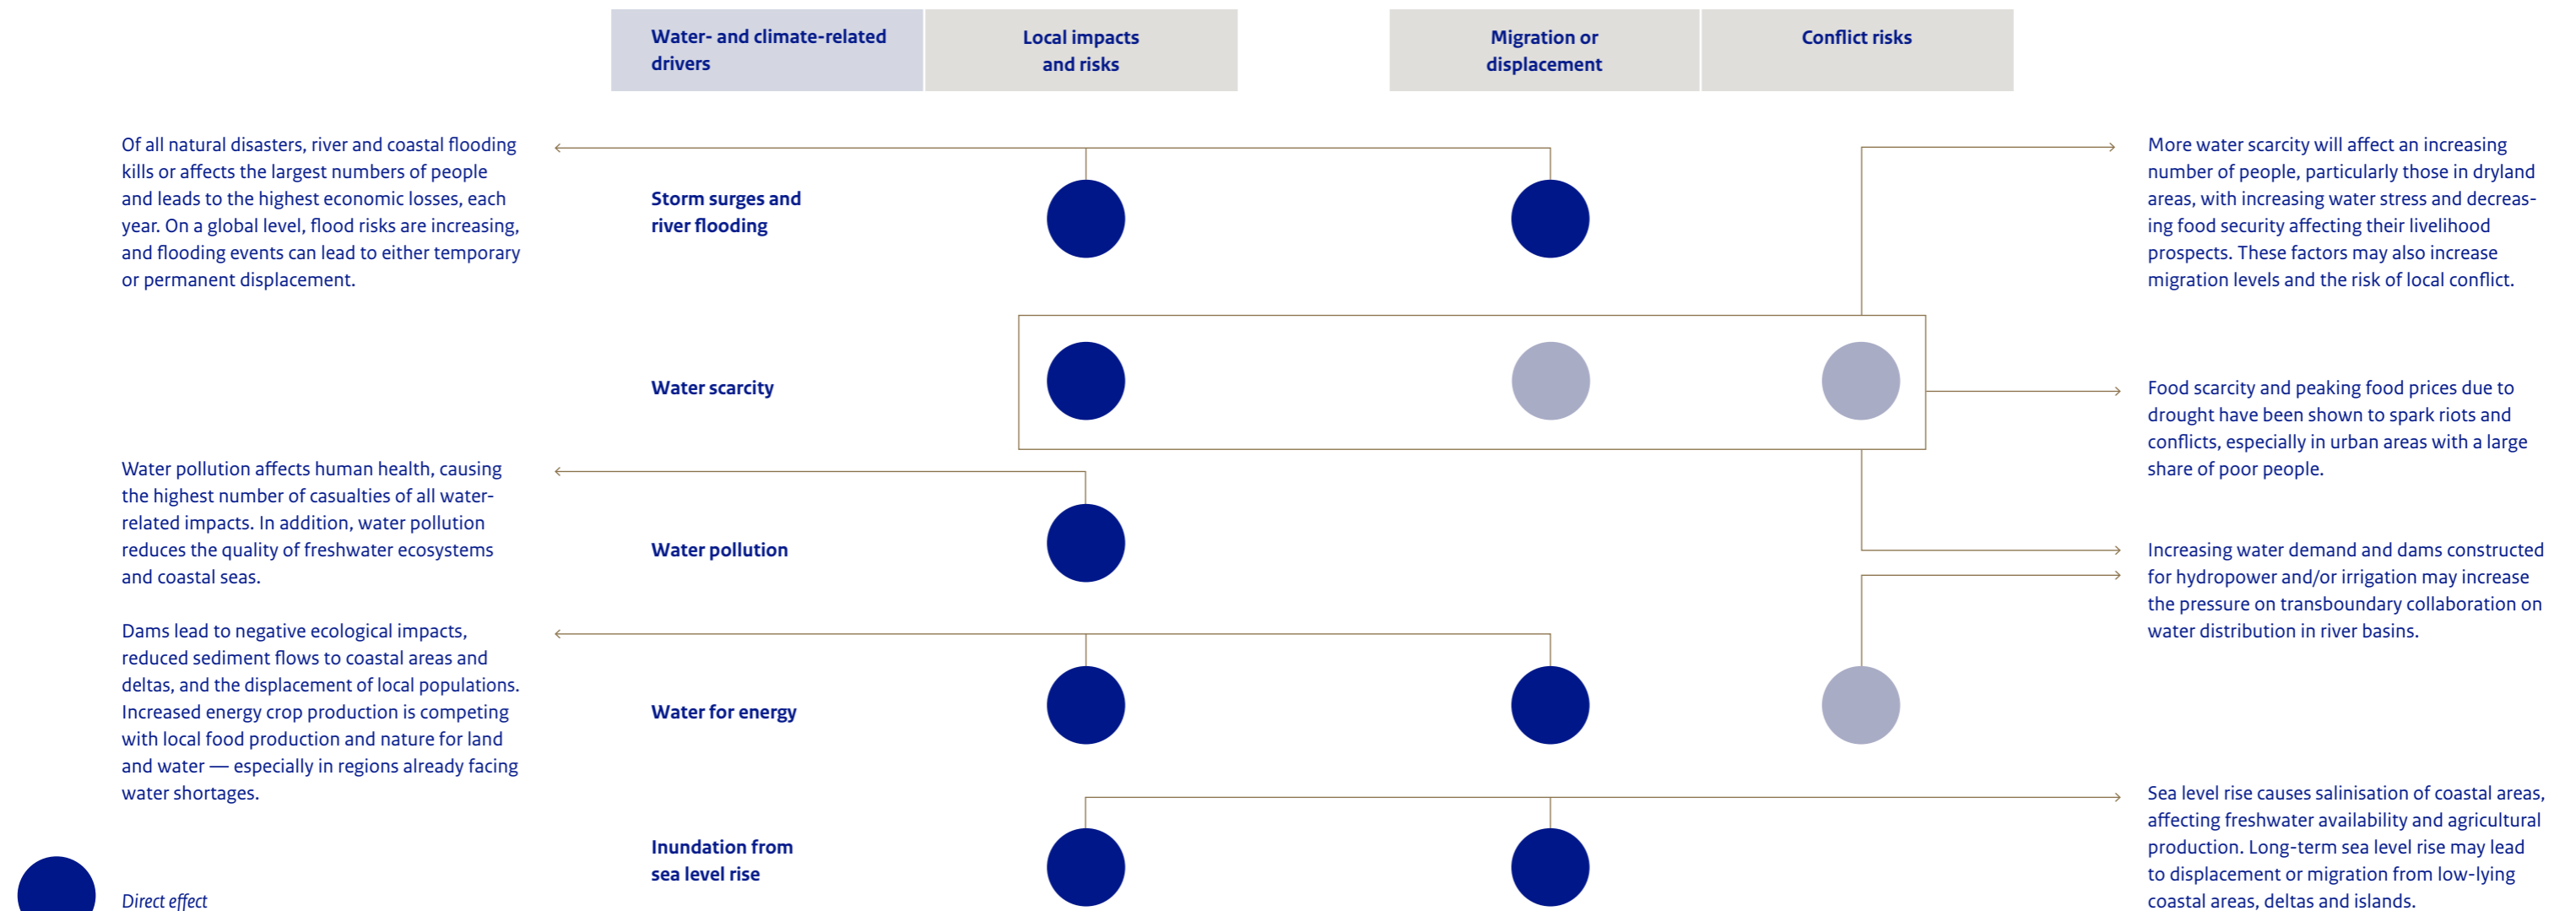 Water- and climate-related
drivers
Local impacts
and risks
Migration or
displacement
Conflict risks
Of all natural disasters, river and coastal flooding
kills or affects the largest numbers of people
and leads to the highest economic losses, each
year. On a global level, flood risks are increasing,
and flooding events can lead to either temporary
or permanent displacement.
Storm surges and
river flooding
More water scarcity will affect an increasing
number of people, particularly those in dryland
areas, with increasing water stress and decreas-
ing food security affecting their livelihood
prospects. These factors may also increase
migration levels and the risk of local conflict.
Water scarcity
Food scarcity and peaking food prices due to
drought have been shown to spark riots and
conflicts, especially in urban areas with a large
share of poor people.
Water pollution affects human health, causing
the highest number of casualties of all water-
related impacts. In addition, water pollution
reduces the quality of freshwater ecosystems
and coastal seas.
Water pollution
Increasing water demand and dams constructed
for hydropower and/or irrigation may increase
the pressure on transboundary collaboration on
water distribution in river basins.
Dams lead to negative ecological impacts,
reduced sediment flows to coastal areas and
deltas, and the displacement of local populations.
Increased energy crop production is competing
with local food production and nature for land
and water — especially in regions already facing
water shortages.
Water for energy
Inundation from
sea level rise
Sea level rise causes salinisation of coastal areas,
affecting freshwater availability and agricultural
production. Long-term sea level rise may lead
to displacement or migration from low-lying
coastal areas, deltas and islands.
Direct effect